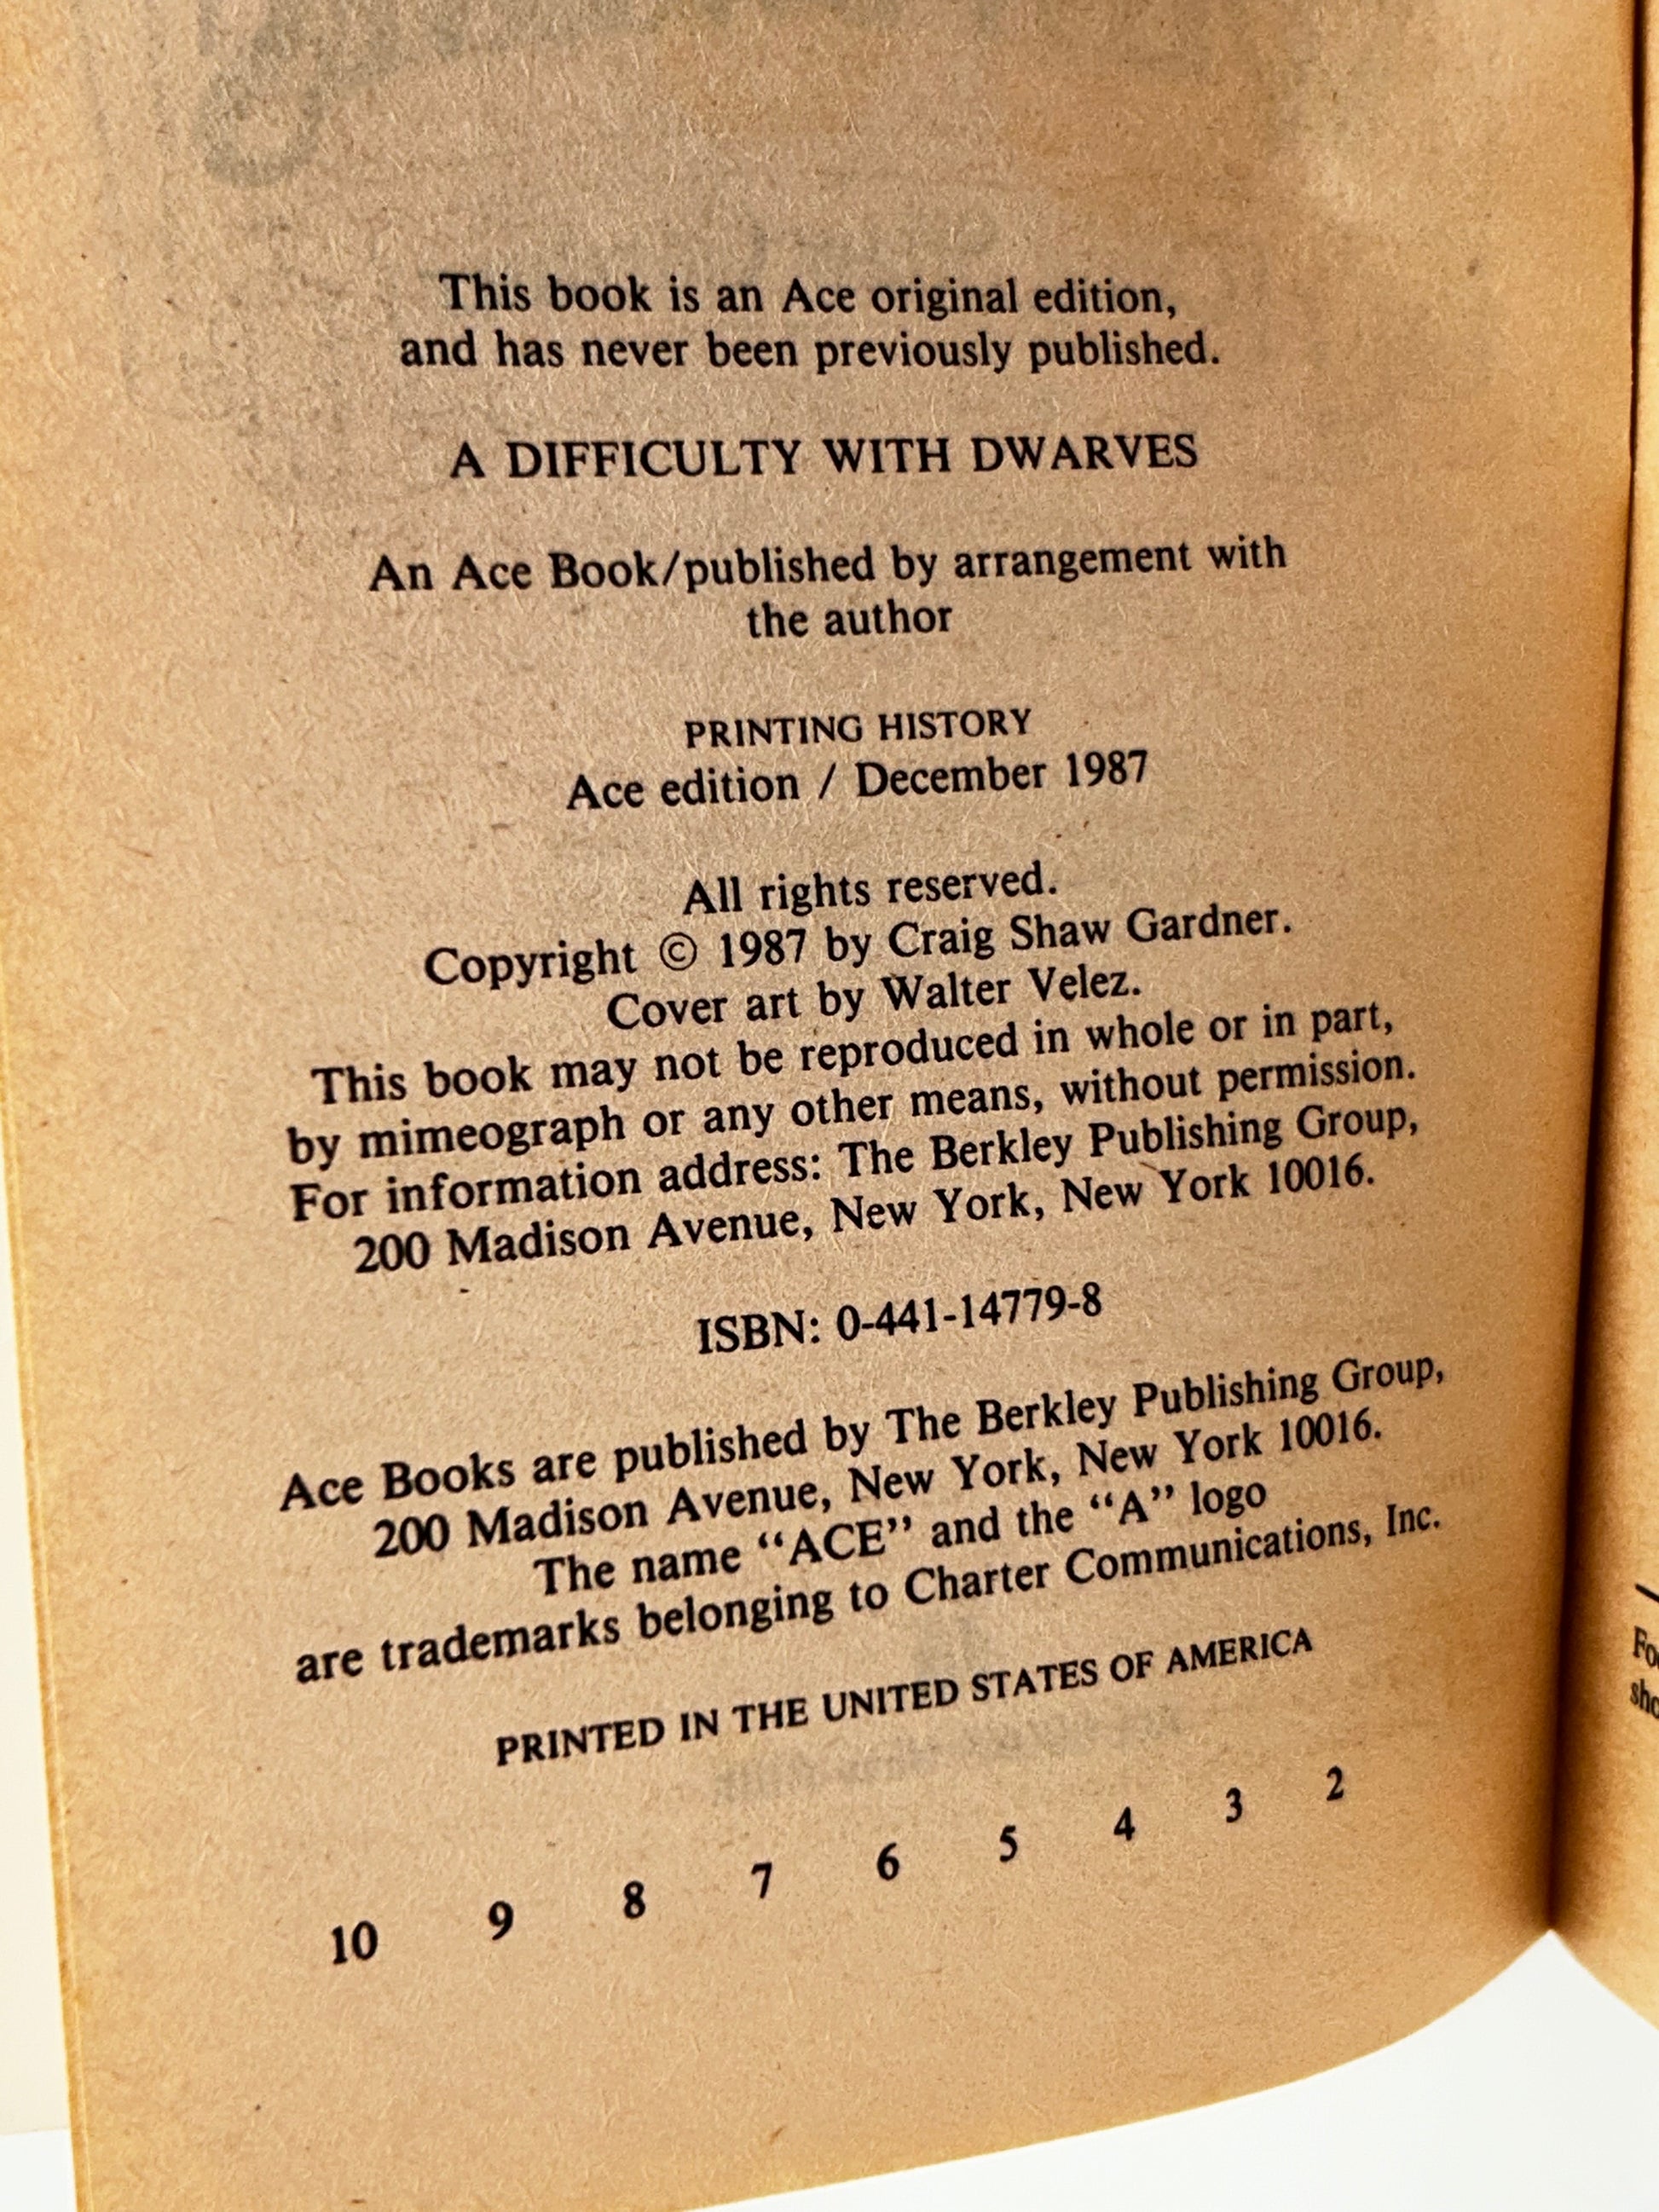 This book is an Ace original edition,
and has never been previously published.
A DIFFICULTY WITH DWARVES
An Ace Book/published by arrangement with
the author
PRINTING HISTORY
Ace edition / December 1987
All rights reserved.
Copyright © 1987 by Craig Shaw Gardner.
Cover art by Walter Velez.
This book may not be reproduced in whole or in part,
by mimeograph or any other means, without permission.
For information address: The Berkley Publishing Group,
200 Madison Avenue, New York, New York 10016.
ISBN: 0-441-14779-8
Ace Books are published by The Berkley Publishing Group,
200 Madison Avenue, New York, New York 10016.
The name “ACE” and the “A” logo
are trademarks belonging to Charter Communications, Inc.
PRINTED IN THE UNITED STATES OF AMERICA
10 9 8 7 6 5 4 3 2